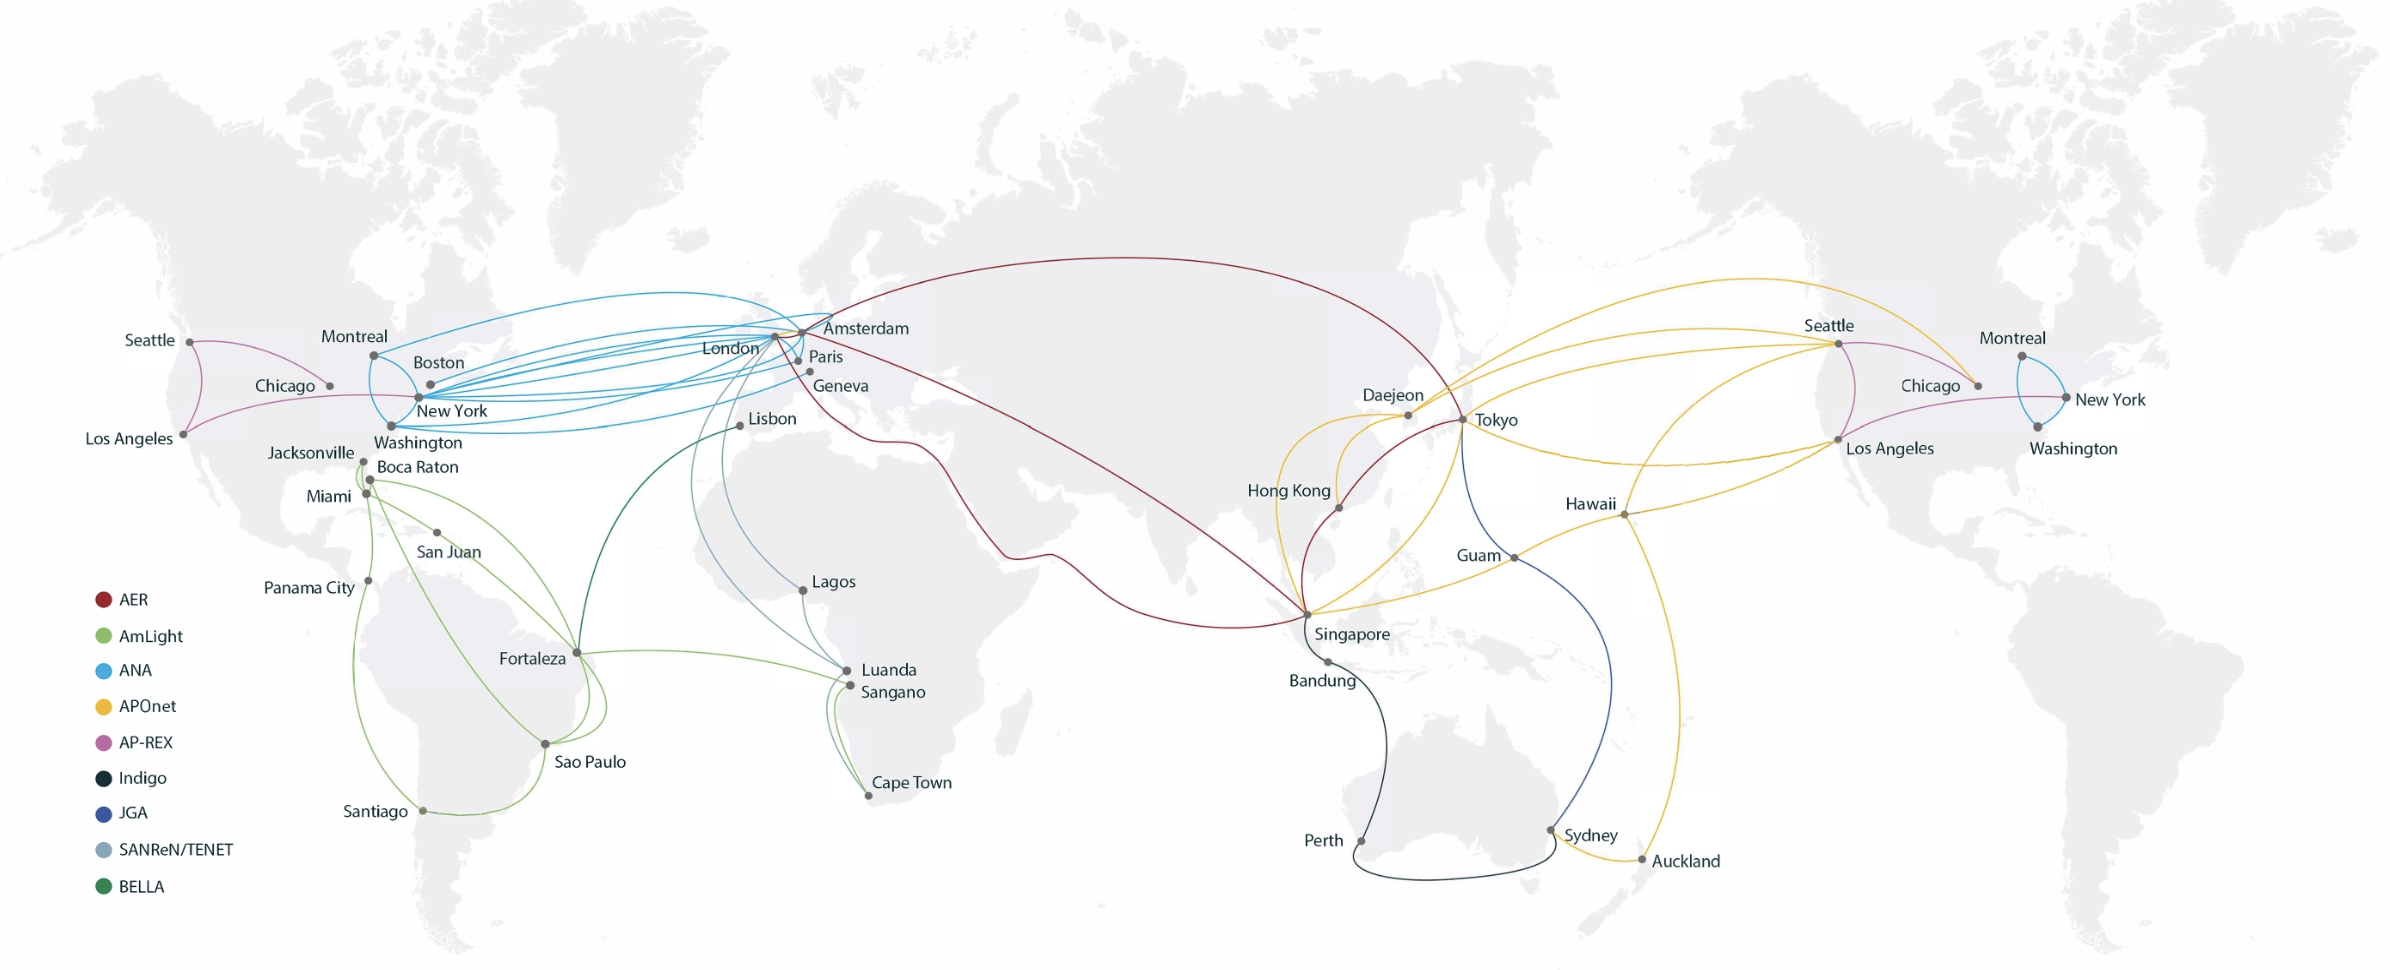 Seattle
Montreal
Boston
Chicago
New York
Los Angeles
Washington
Jacksonville
Boca Raton
Miami
San Juan
Panama City
Fortaleza
Sao Paulo
Santiago
Amsterdam
London
Paris
Geneva
Lisbon
Lagos
Luanda
Sangano
Cape Town
Daejeon
Tokyo
Hong Kong
Guam
Hawaii
Singapore
Bandung
Perth
Sydney
Auckland
Seattle
Montreal
Chicago
New York
Los Angeles
Washington
AER
AmLight
ANA
APOnet
AP-REX
Indigo
JGA
SANReN/TENET
BELLA